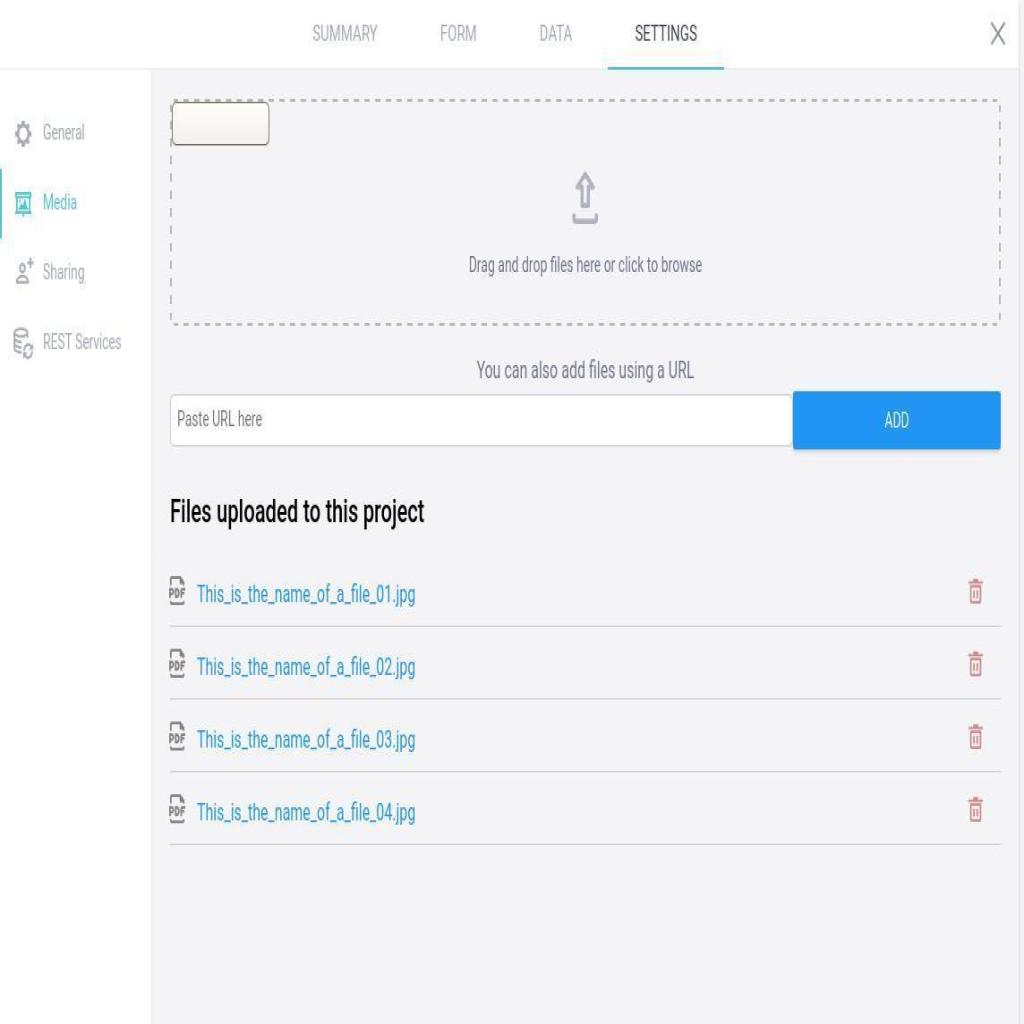 SUMMARY FORM DATA SETTINGS X
General
Media
Sharing
REST Services
Drag and drop files here or click to browse
You can also add files using a URL
Paste URL here ADD
Files uploaded to this project
PDF This_is_the_name_of_a_file_01.jpg
PDF This_is_the_name_of_a_file_02.jpg
PDF This_is_the_name_of_a_file_03.jpg
PDF This_is_the_name_of_a_file_04.jpg